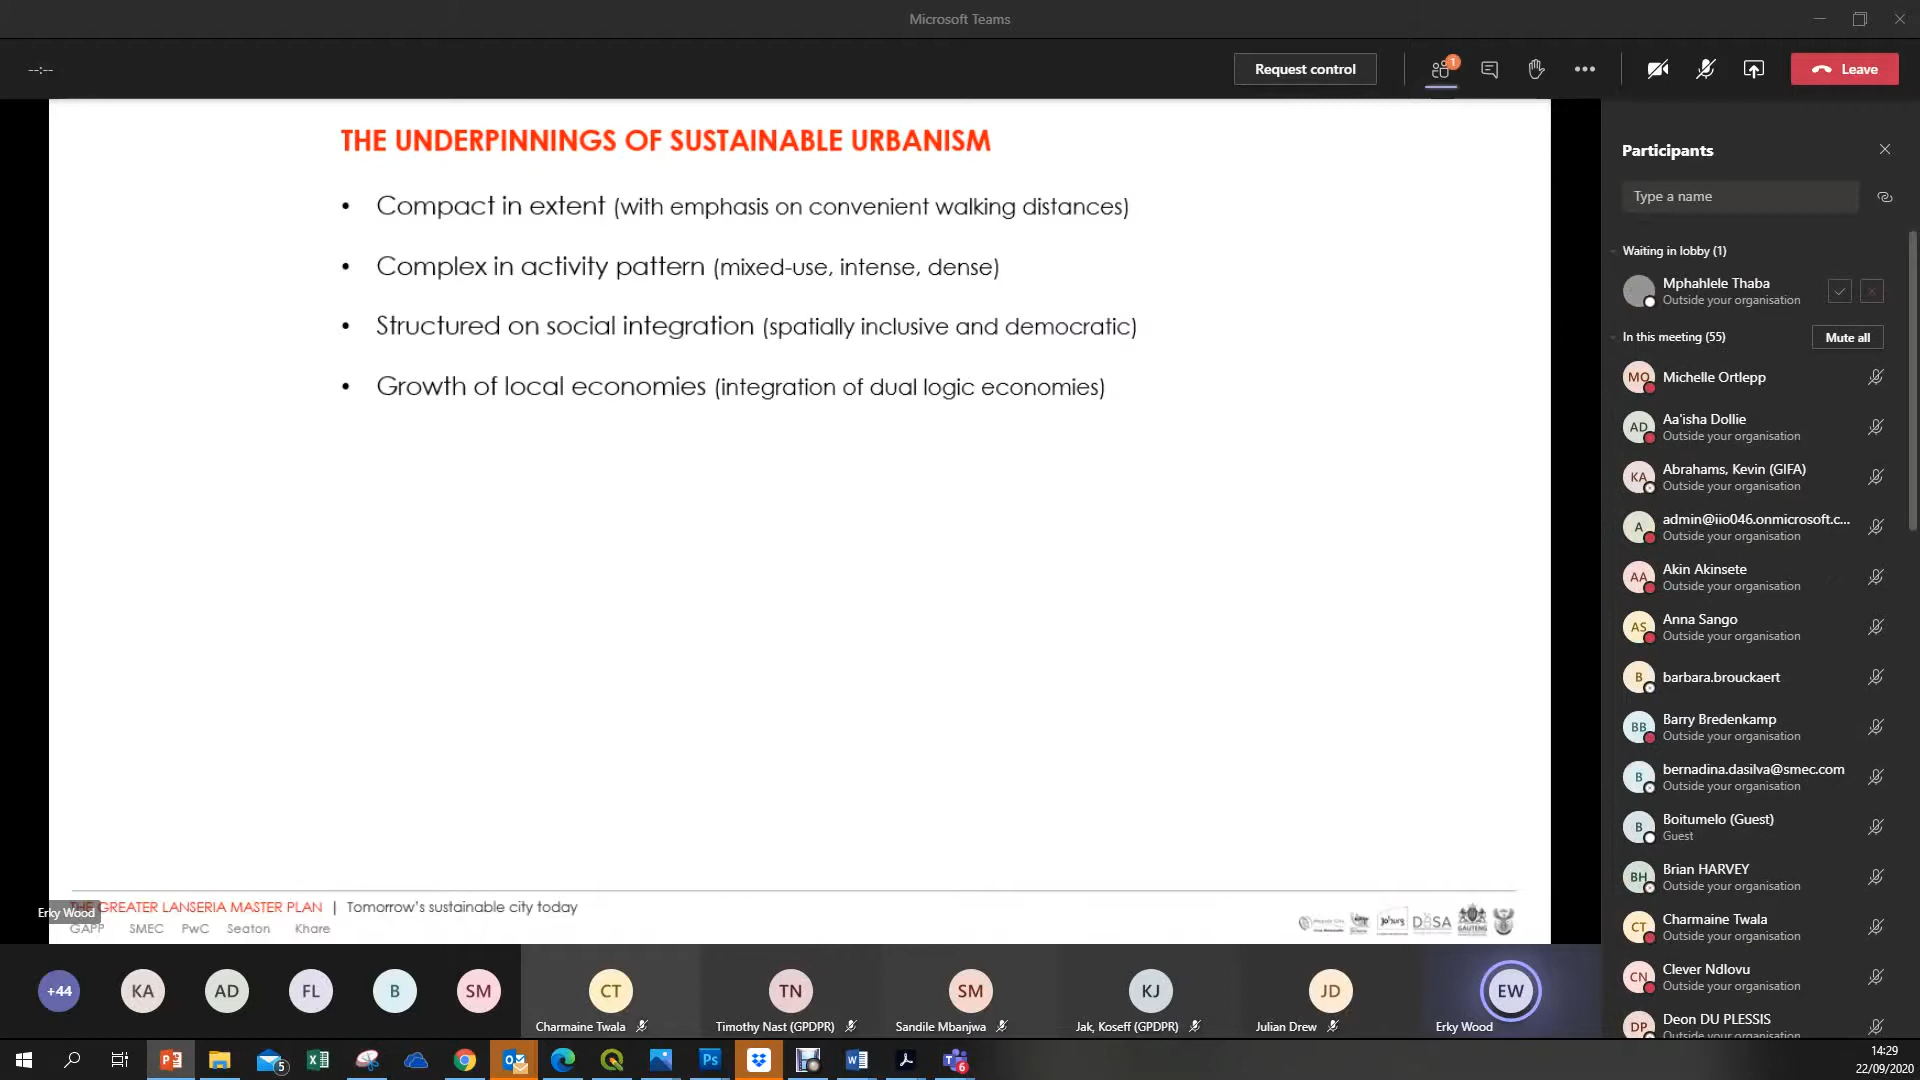 Microsoft Teams
--:--
Request control
1
Leave
THE UNDERPINNINGS OF SUSTAINABLE URBANISM
• Compact in extent (with emphasis on convenient walking distances)
• Complex in activity pattern (mixed-use, intense, dense)
• Structured on social integration (spatially inclusive and democratic)
• Growth of local economies (integration of dual logic economies)
THE GREATER LANSERIA MASTER PLAN | Tomorrow's sustainable city today
Erky Wood
GAPP SMEC PwC Seaton Khare
jo'burg
DBSA
GAUTENG
Participants
Type a name
Waiting in lobby (1)
Mphahlele Thaba
Outside your organisation
In this meeting (55)
Mute all
MO
Michelle Ortlepp
AD
Aa'isha Dollie
Outside your organisation
KA
Abrahams, Kevin (GIFA)
Outside your organisation
A
admin@iio046.onmicrosoft.c...
Outside your organisation
AA
Akin Akinsete
Outside your organisation
AS
Anna Sango
Outside your organisation
B
barbara.brouckaert
BB
Barry Bredenkamp
Outside your organisation
B
bernadina.dasilva@smec.com
Outside your organisation
B
Boitumelo (Guest)
Guest
BH
Brian HARVEY
Outside your organisation
CT
Charmaine Twala
Outside your organisation
CN
Clever Ndlovu
Outside your organisation
DP
Deon DU PLESSIS
Outside your organisation
+44
KA
AD
FL
B
SM
CT
Charmaine Twala
TN
Timothy Nast (GPDPR)
SM
Sandile Mbanjwa
KJ
Jak, Koseff (GPDPR)
JD
Julian Drew
EW
Erky Wood
5
Ps
6
14:29
22/09/2020